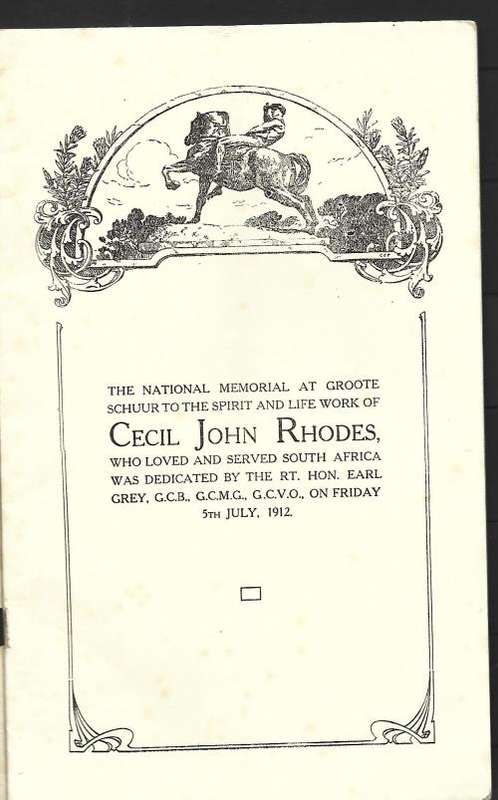 THE NATIONAL MEMORIAL AT GROOTE
SCHUUR TO THE SPIRIT AND LIFE WORK OF
CECIL JOHN RHODES,
WHO LOVED AND SERVED SOUTH AFRICA
WAS DEDICATED BY THE RT. HON. EARL
GREY, G.C.B., G.C.M.G., G.C.V.O., ON FRIDAY
5TH JULY, 1912.